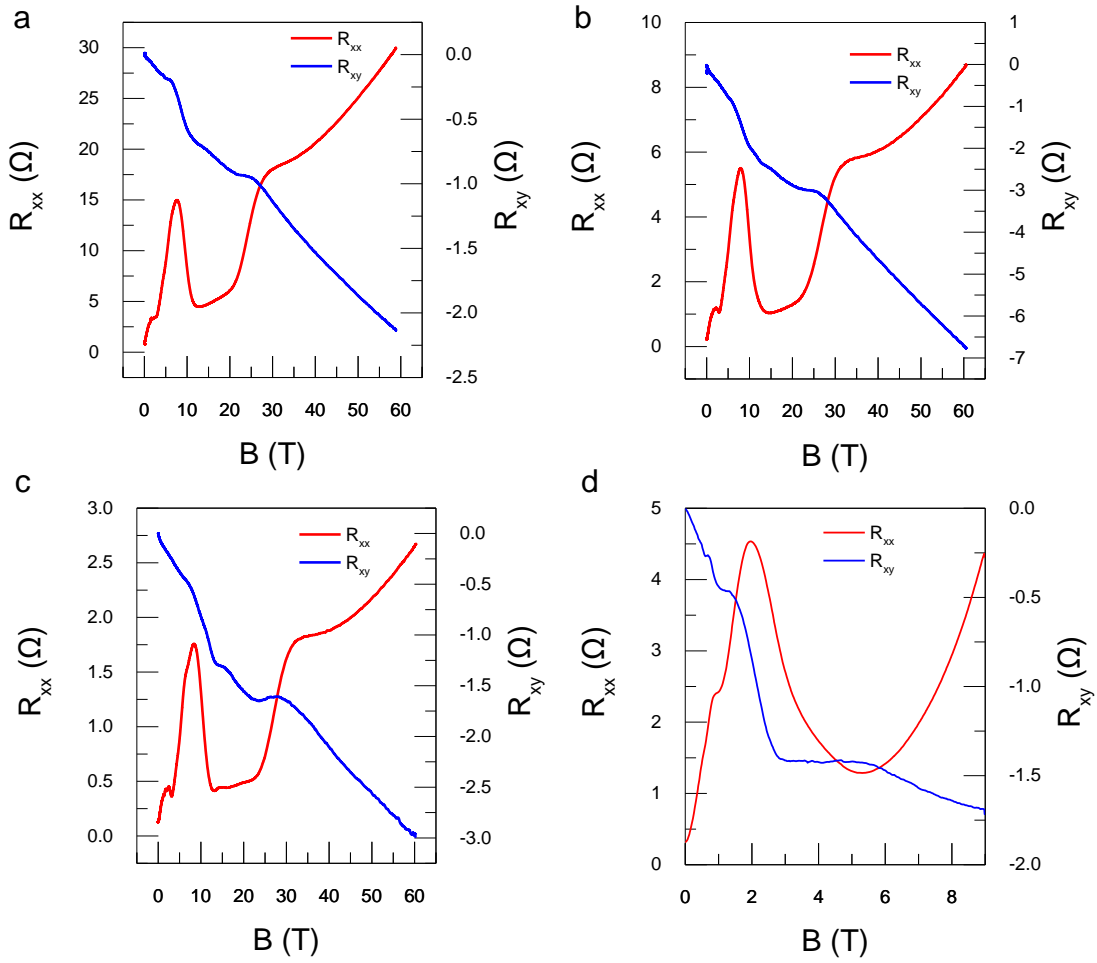 a
R_xx (Ω)
30
25
20
15
10
5
0
R_xx
R_xy
0.0
-0.5
-1.0
-1.5
-2.0
-2.5
R_xy (Ω)
0 10 20 30 40 50 60
B (T)
b
R_xx (Ω)
10
8
6
4
2
0
R_xx
R_xy
1
0
-1
-2
-3
-4
-5
-6
-7
R_xy (Ω)
0 10 20 30 40 50 60
B (T)
c
R_xx (Ω)
3.0
2.5
2.0
1.5
1.0
0.5
0.0
R_xx
R_xy
0.0
-0.5
-1.0
-1.5
-2.0
-2.5
-3.0
R_xy (Ω)
0 10 20 30 40 50 60
B (T)
d
R_xx (Ω)
5
4
3
2
1
0
R_xx
R_xy
0.0
-0.5
-1.0
-1.5
-2.0
R_xy (Ω)
0 2 4 6 8
B (T)